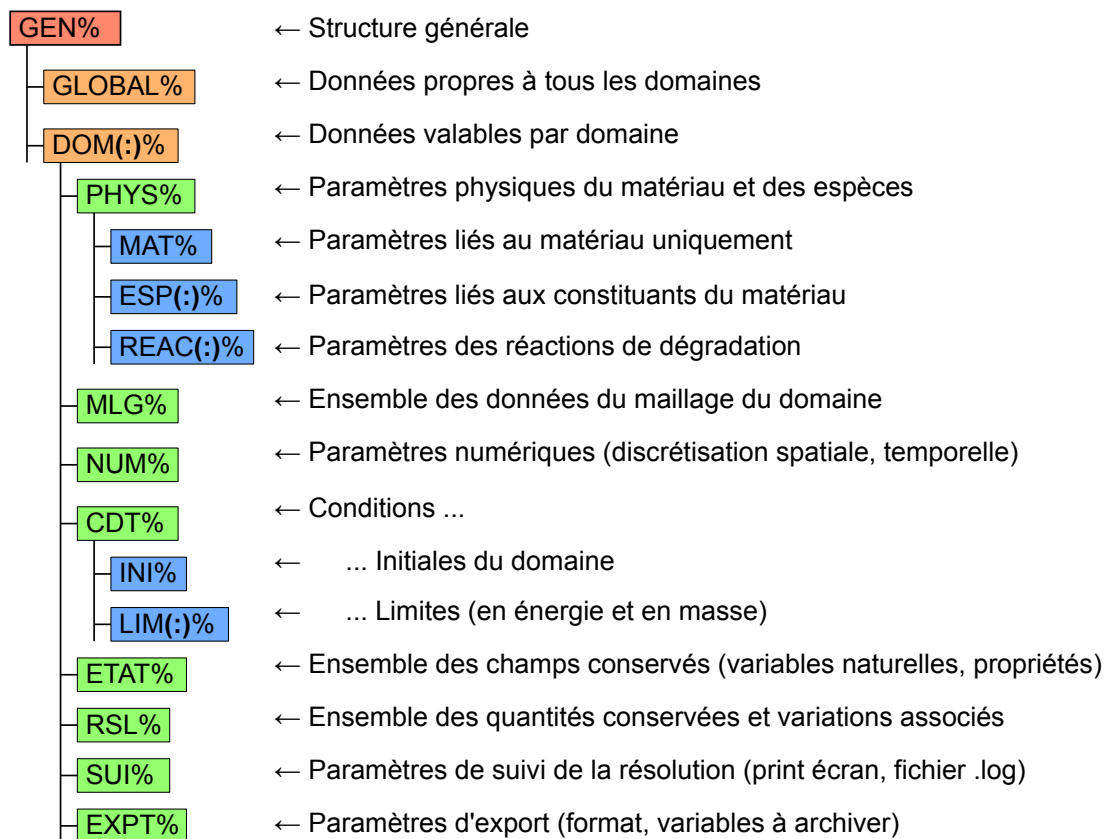 GEN% ← Structure générale
GLOBAL% ← Données propres à tous les domaines
DOM(:)% ← Données valables par domaine
PHYS% ← Paramètres physiques du matériau et des espèces
MAT% ← Paramètres liés au matériau uniquement
ESP(:)% ← Paramètres liés aux constituants du matériau
REAC(:)% ← Paramètres des réactions de dégradation
MLG% ← Ensemble des données du maillage du domaine
NUM% ← Paramètres numériques (discrétisation spatiale, temporelle)
CDT% ← Conditions ...
INI% ← ... Initiales du domaine
LIM(:)% ← ... Limites (en énergie et en masse)
ETAT% ← Ensemble des champs conservés (variables naturelles, propriétés)
RSL% ← Ensemble des quantités conservées et variations associés
SUI% ← Paramètres de suivi de la résolution (print écran, fichier .log)
EXPT% ← Paramètres d'export (format, variables à archiver)